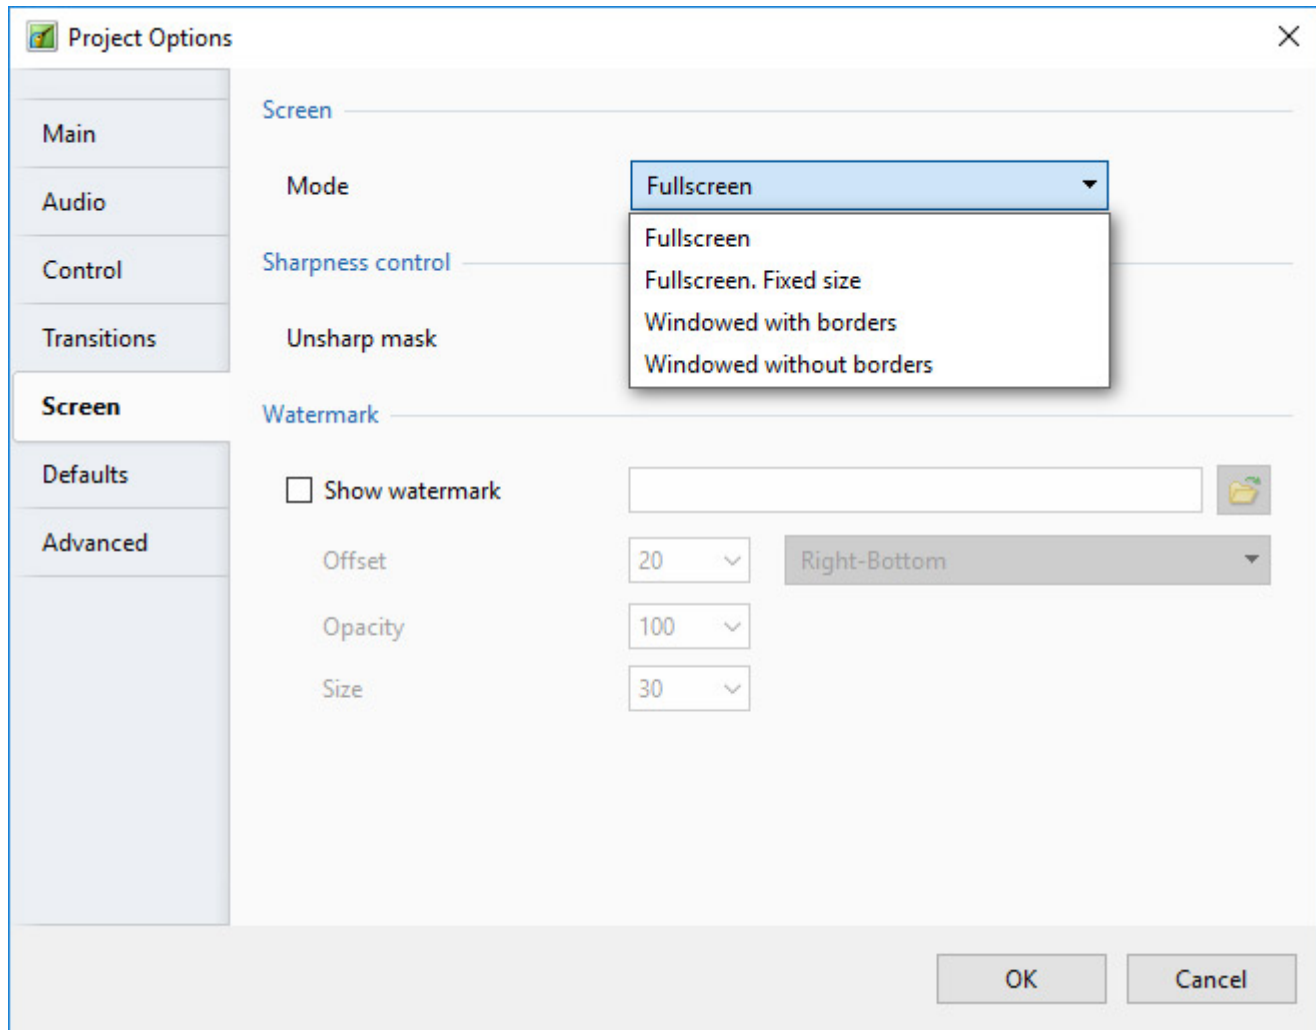 Project Options
Main
Audio
Control
Transitions
Screen
Defaults
Advanced
Screen
Mode
Fullscreen
Fullscreen
Fullscreen. Fixed size
Windowed with borders
Windowed without borders
Sharpness control
Unsharp mask
Watermark
Show watermark
Offset
20
Right-Bottom
Opacity
100
Size
30
OK
Cancel